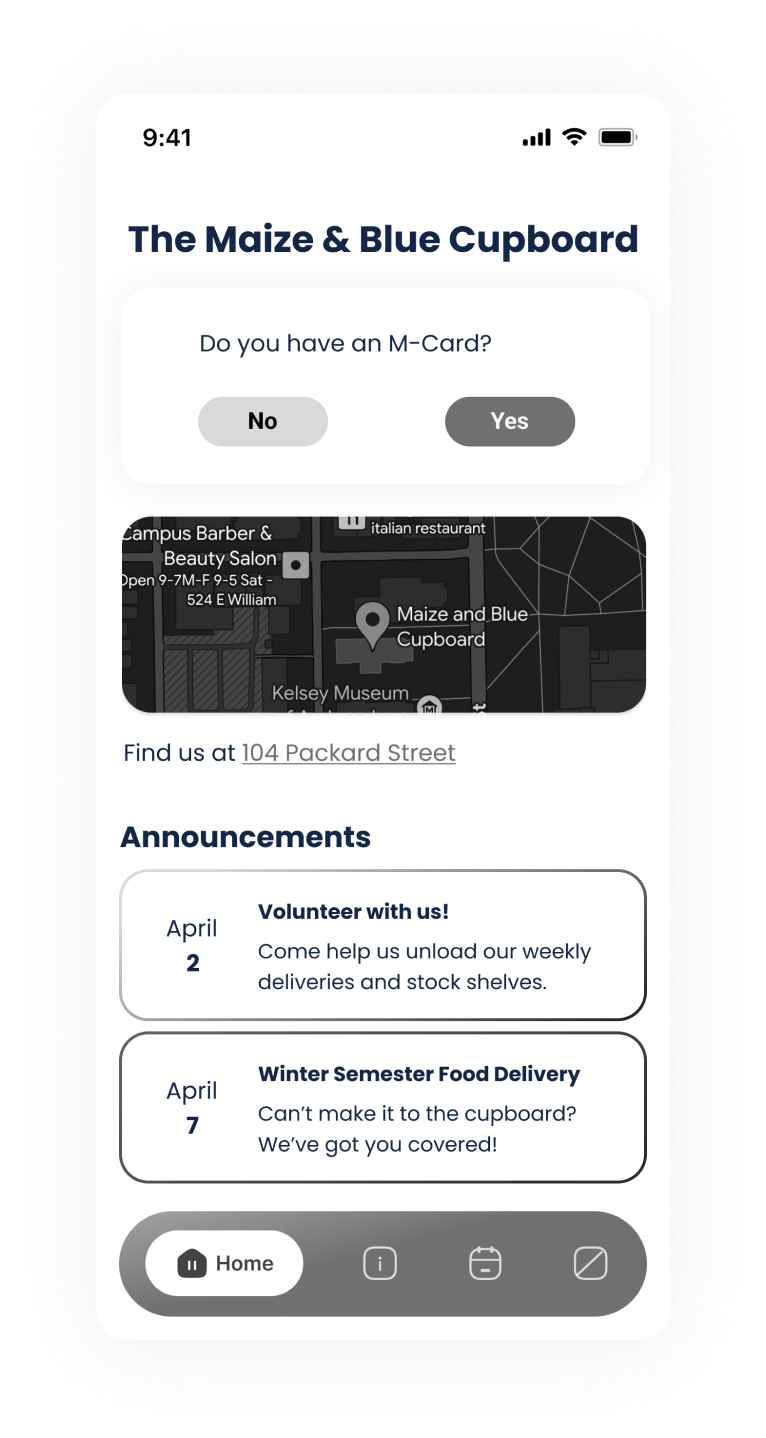 9:41
The Maize & Blue Cupboard
Do you have an M-Card?
No
Yes
italian restaurant
Campus Barber &
Beauty Salon
Open 9-7M-F 9-5 Sat -
524 E William
Maize and Blue
Cupboard
Kelsey Museum
st
Find us at 104 Packard Street
Announcements
April
2
Volunteer with us!
Come help us unload our weekly
deliveries and stock shelves.
April
7
Winter Semester Food Delivery
Can’t make it to the cupboard?
We’ve got you covered!
Home